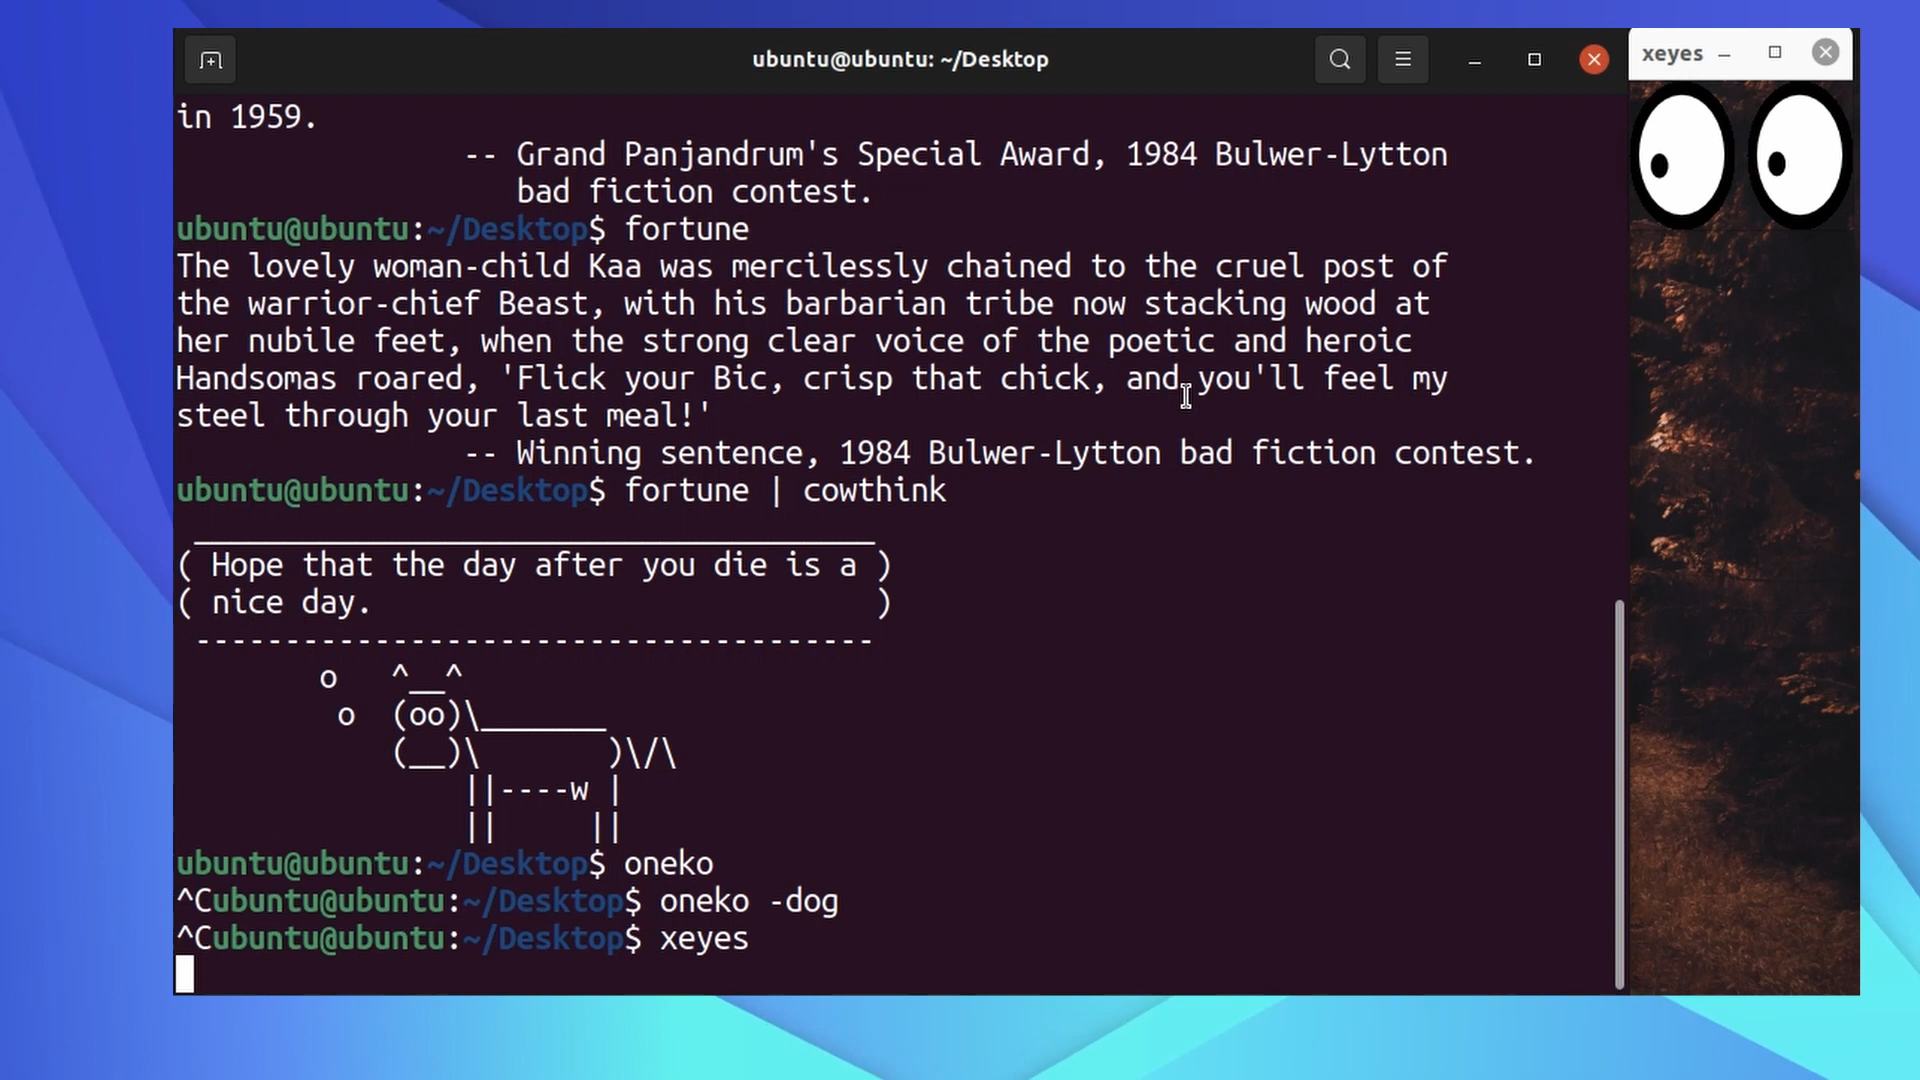 ubuntu@ubuntu: ~/Desktop
xeyes
in 1959.
                -- Grand Panjandrum's Special Award, 1984 Bulwer-Lytton
                   bad fiction contest.
ubuntu@ubuntu:~/Desktop$ fortune
The lovely woman-child Kaa was mercilessly chained to the cruel post of
the warrior-chief Beast, with his barbarian tribe now stacking wood at
her nubile feet, when the strong clear voice of the poetic and heroic
Handsomas roared, 'Flick your Bic, crisp that chick, and you'll feel my
steel through your last meal!'
                -- Winning sentence, 1984 Bulwer-Lytton bad fiction contest.
ubuntu@ubuntu:~/Desktop$ fortune | cowthink
 ______________________________________
( Hope that the day after you die is a )
( nice day.                            )
 --------------------------------------
        o   ^__^
         o  (oo)\_______
            (__)\       )\/\
                ||----w |
                ||     ||
ubuntu@ubuntu:~/Desktop$ oneko
^Cubuntu@ubuntu:~/Desktop$ oneko -dog
^Cubuntu@ubuntu:~/Desktop$ xeyes